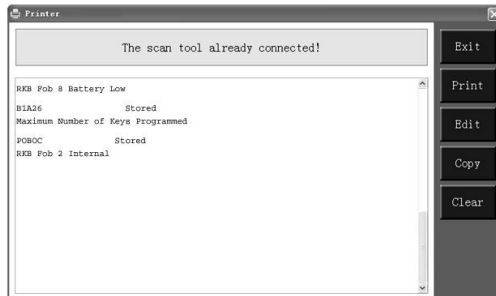 Printer
The scan tool already connected!
RKB Fob 8 Battery Low
B1A26 Stored
Maximum Number of Keys Programmed
POBOC Stored
RKB Fob 2 Internal
Exit
Print
Edit
Copy
Clear